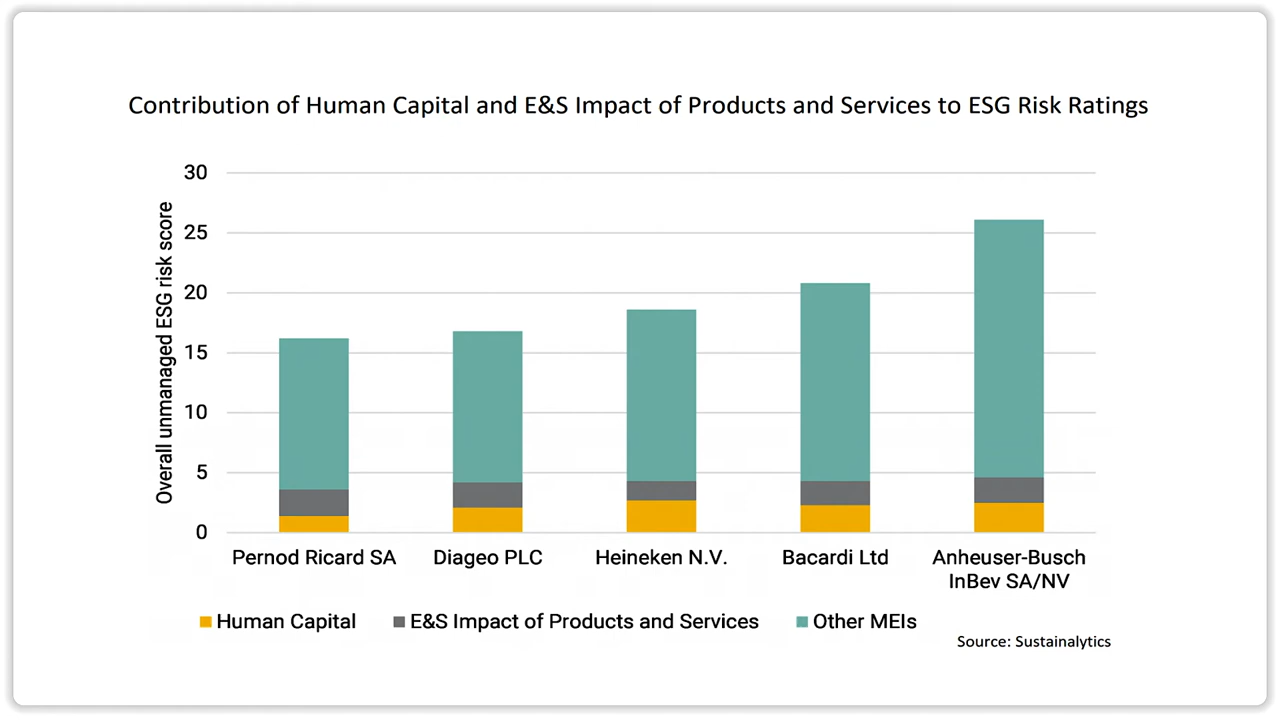 Contribution of Human Capital and E&S Impact of Products and Services to ESG Risk Ratings
Overall unmanaged ESG risk score
30
25
20
15
10
5
0
Pernod Ricard SA
Diageo PLC
Heineken N.V.
Bacardi Ltd
Anheuser-Busch
InBev SA/NV
Human Capital
E&S Impact of Products and Services
Other MEIs
Source: Sustainalytics